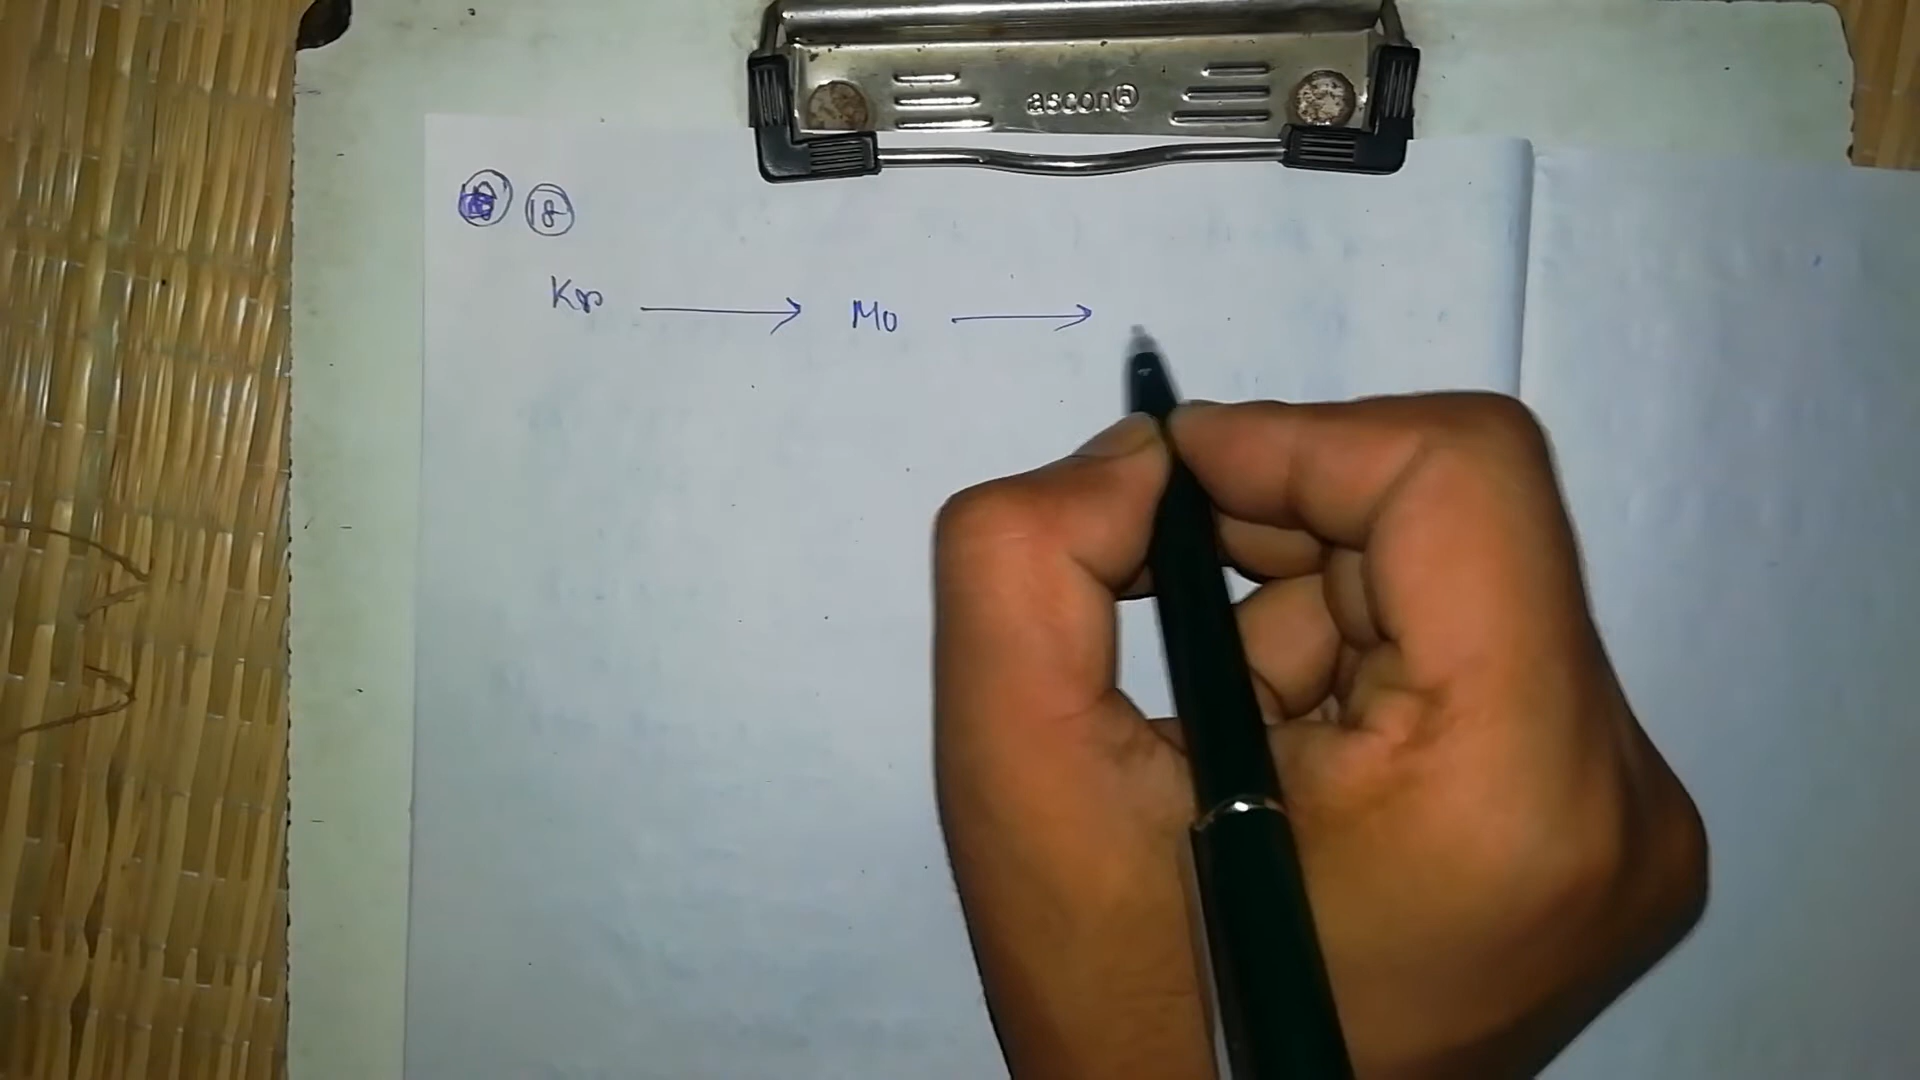 ascon®
18
Kr → Mo →